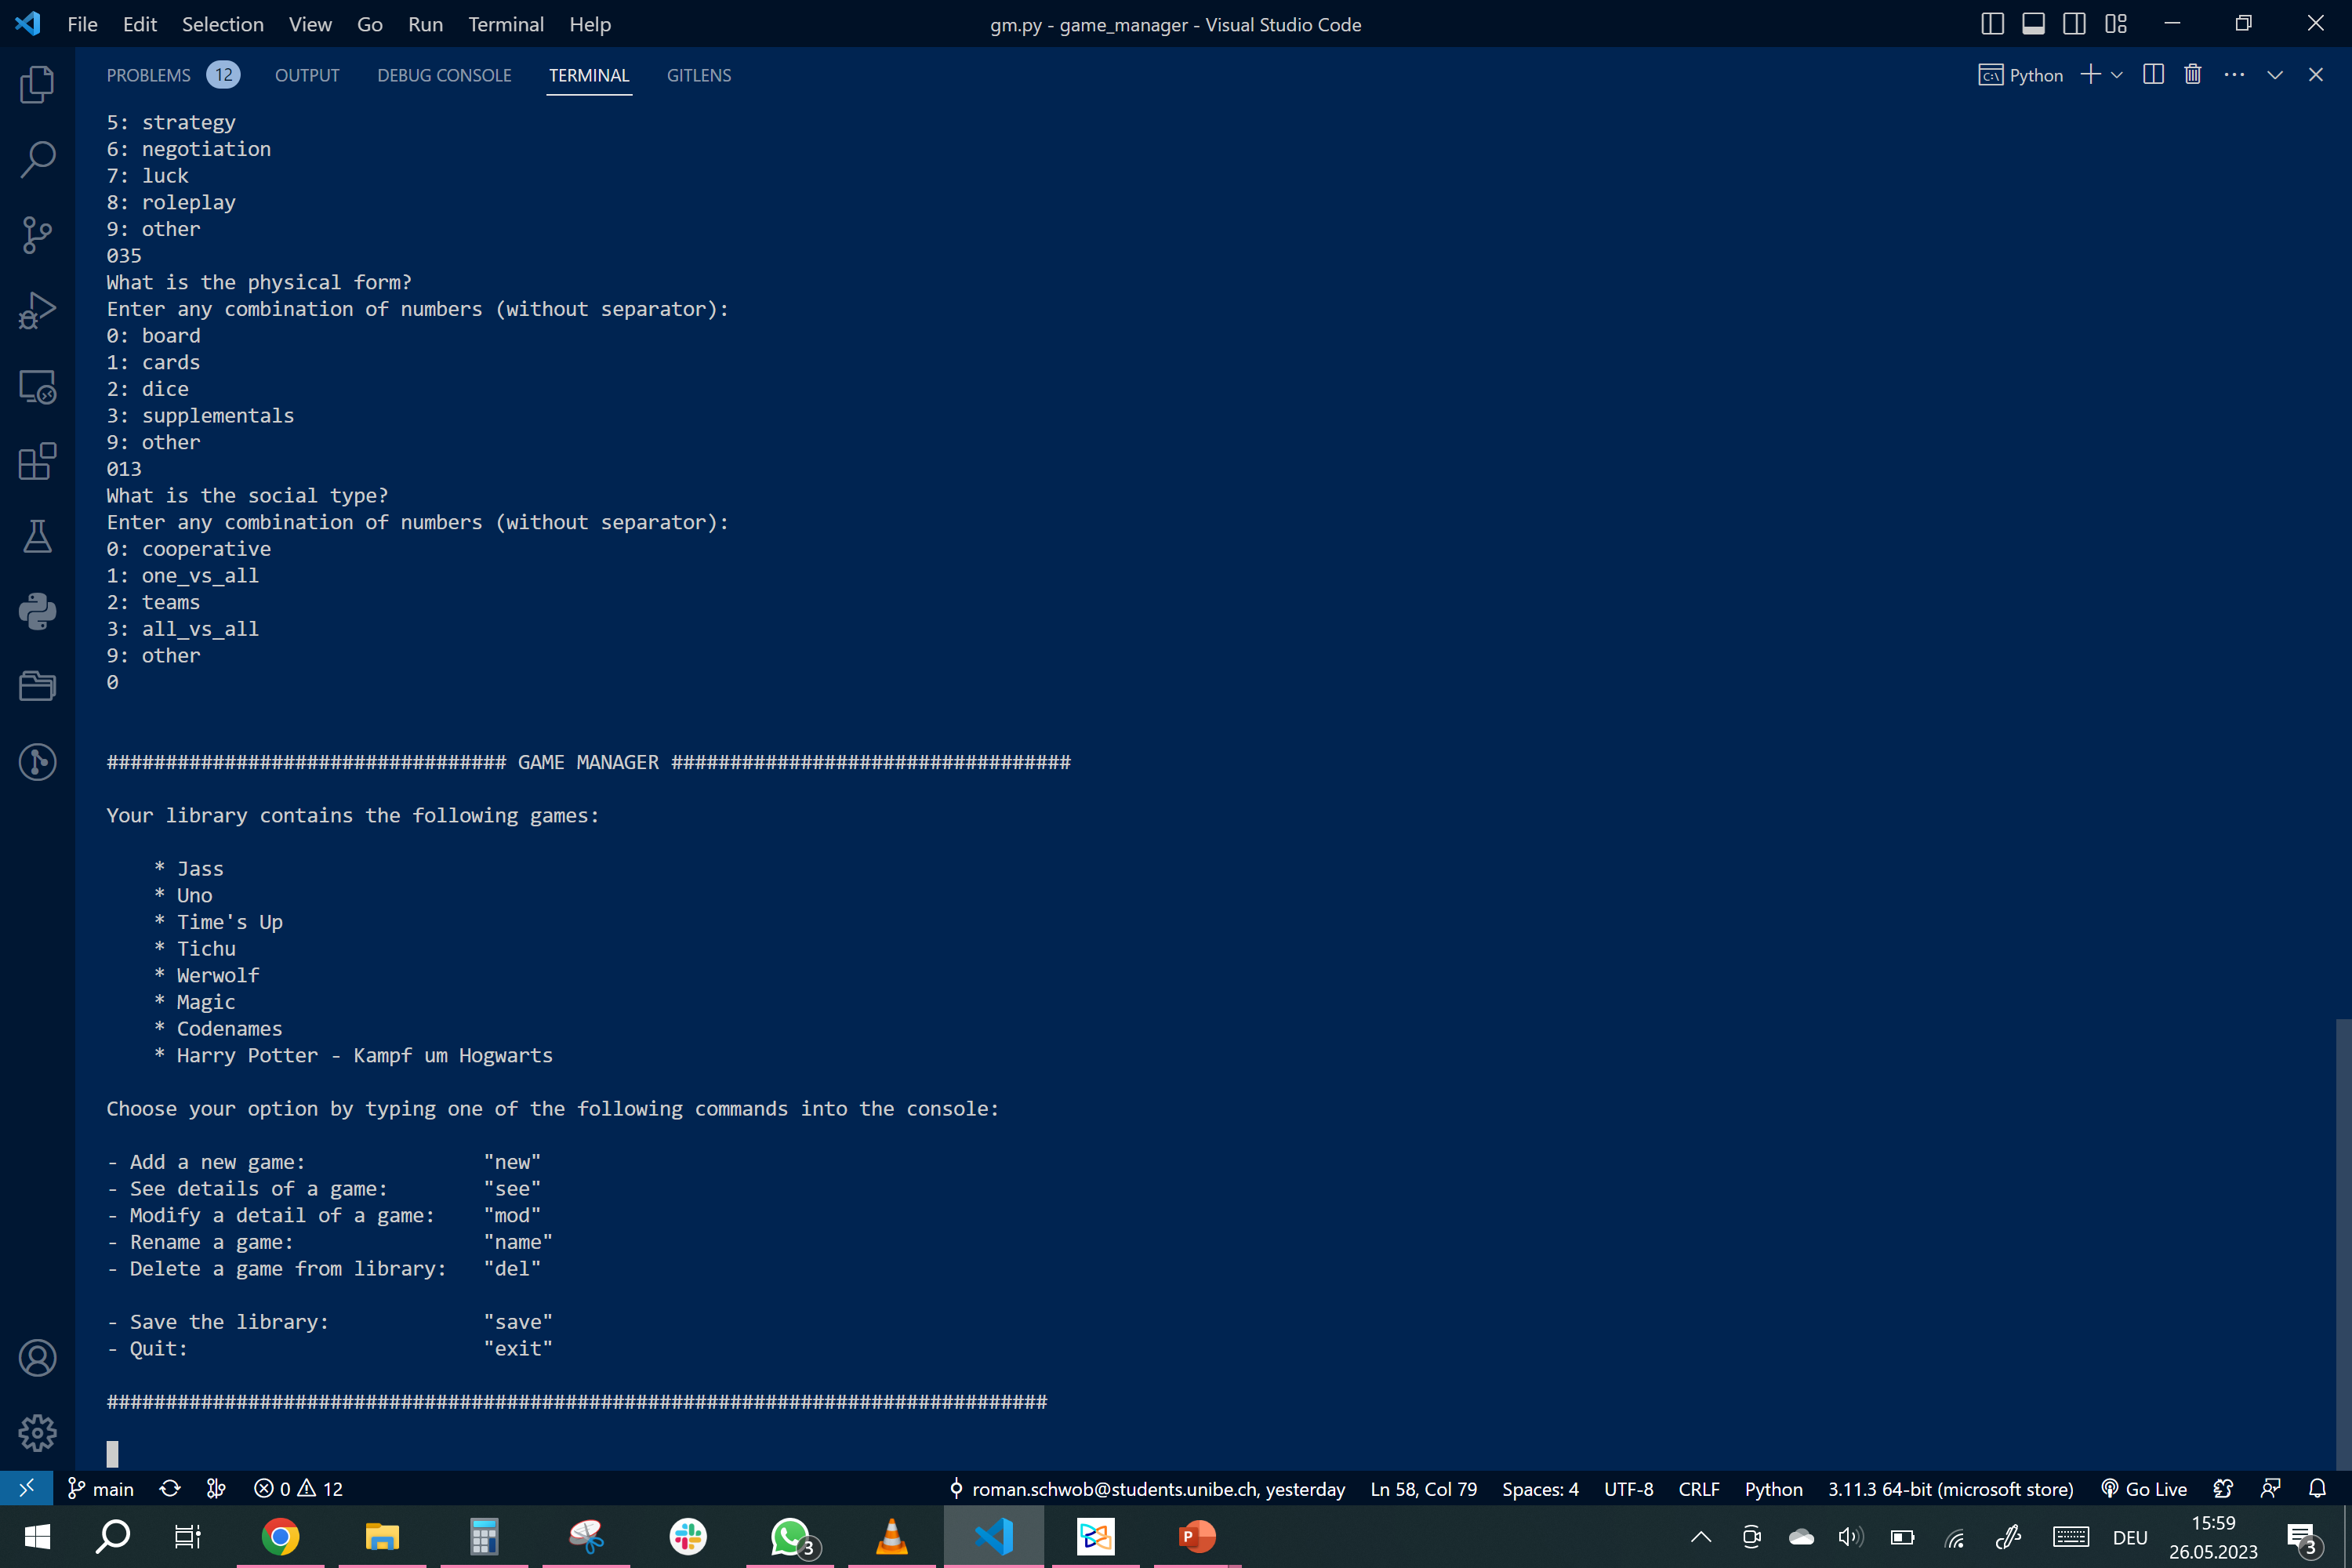 File Edit Selection View Go Run Terminal Help
gm.py - game_manager - Visual Studio Code
PROBLEMS 12 OUTPUT DEBUG CONSOLE TERMINAL GITLENS
Python
5: strategy
6: negotiation
7: luck
8: roleplay
9: other
035
What is the physical form?
Enter any combination of numbers (without separator):
0: board
1: cards
2: dice
3: supplementals
9: other
013
What is the social type?
Enter any combination of numbers (without separator):
0: cooperative
1: one_vs_all
2: teams
3: all_vs_all
9: other
0
################################## GAME MANAGER ##################################
Your library contains the following games:
* Jass
* Uno
* Time's Up
* Tichu
* Werwolf
* Magic
* Codenames
* Harry Potter - Kampf um Hogwarts
Choose your option by typing one of the following commands into the console:
- Add a new game: "new"
- See details of a game: "see"
- Modify a detail of a game: "mod"
- Rename a game: "name"
- Delete a game from library: "del"
- Save the library: "save"
- Quit: "exit"
################################################################################
main 0 12 roman.schwob@students.unibe.ch, yesterday Ln 58, Col 79 Spaces: 4 UTF-8 CRLF Python 3.11.3 64-bit (microsoft store) Go Live
3 P DEU 15:59 3
26.05.2023